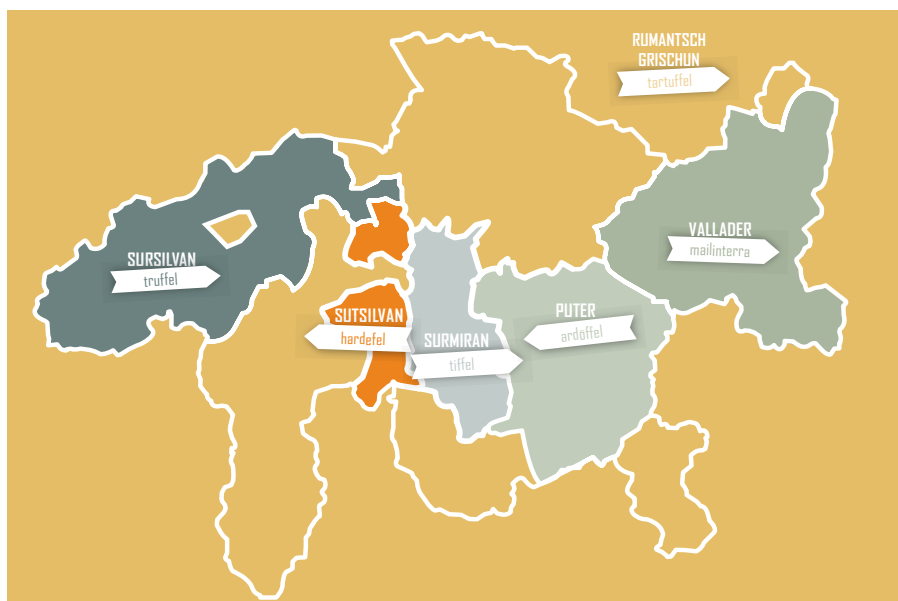 RUMANTSCH
GRISCHUN
tartuffel
VALLADER
mailinterra
SURSILVAN
truffel
PUTER
ardöffel
SUTSILVAN
hardefel
SURMIRAN
tiffel